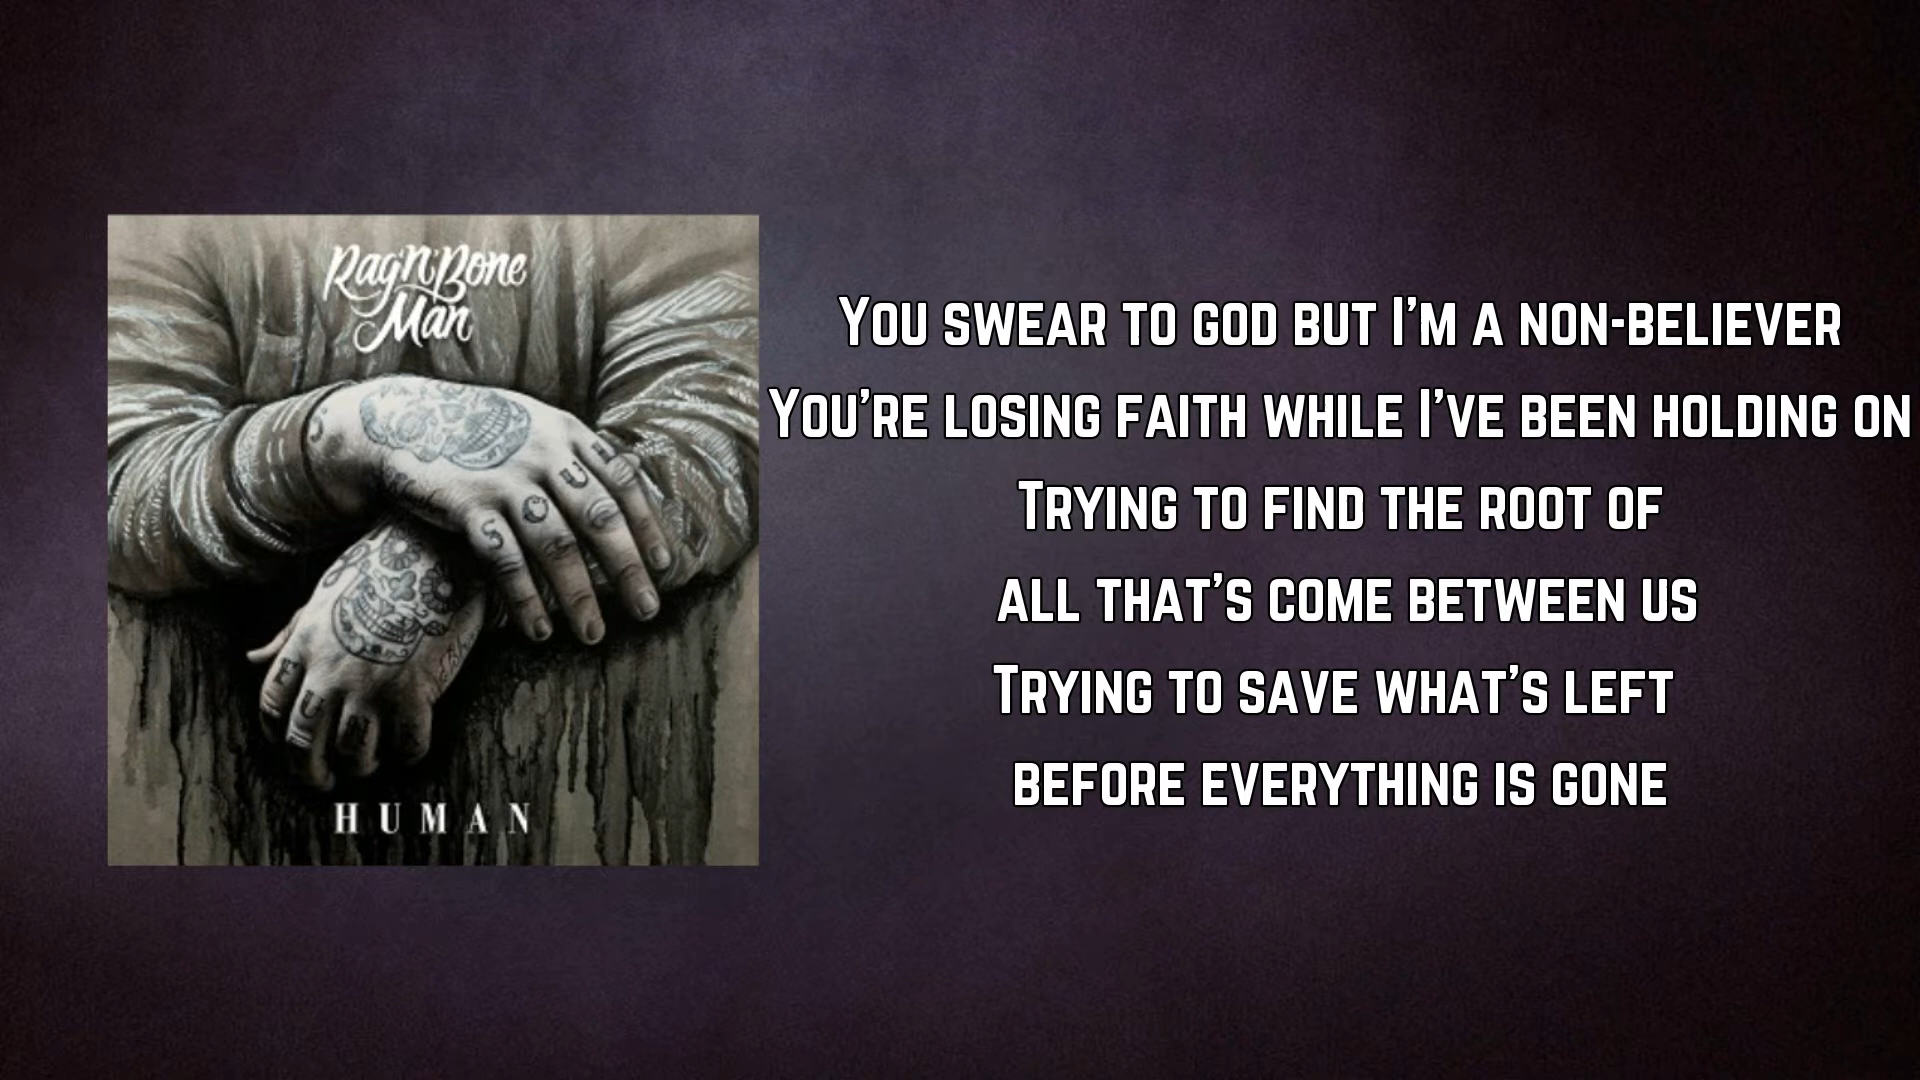 Rag'n'Bone
Man
SOUL
FUNK
HUMAN
You swear to god but I'm a non-believer
You're losing faith while I've been holding on
Trying to find the root of
all that's come between us
Trying to save what's left
before everything is gone